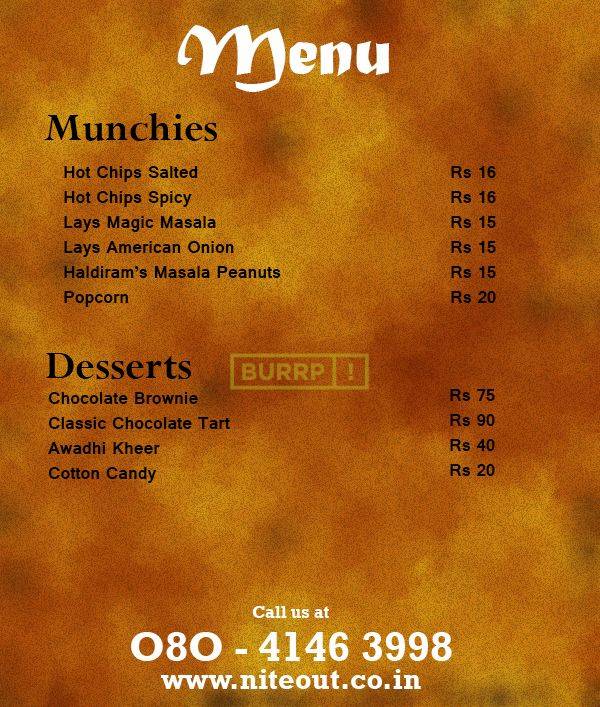 Menu
Munchies
Hot Chips Salted Rs 16
Hot Chips Spicy Rs 16
Lays Magic Masala Rs 15
Lays American Onion Rs 15
Haldiram's Masala Peanuts Rs 15
Popcorn Rs 20
Desserts
BURRP!
Chocolate Brownie Rs 75
Classic Chocolate Tart Rs 90
Awadhi Kheer Rs 40
Cotton Candy Rs 20
Call us at
080 - 4146 3998
www.niteout.co.in